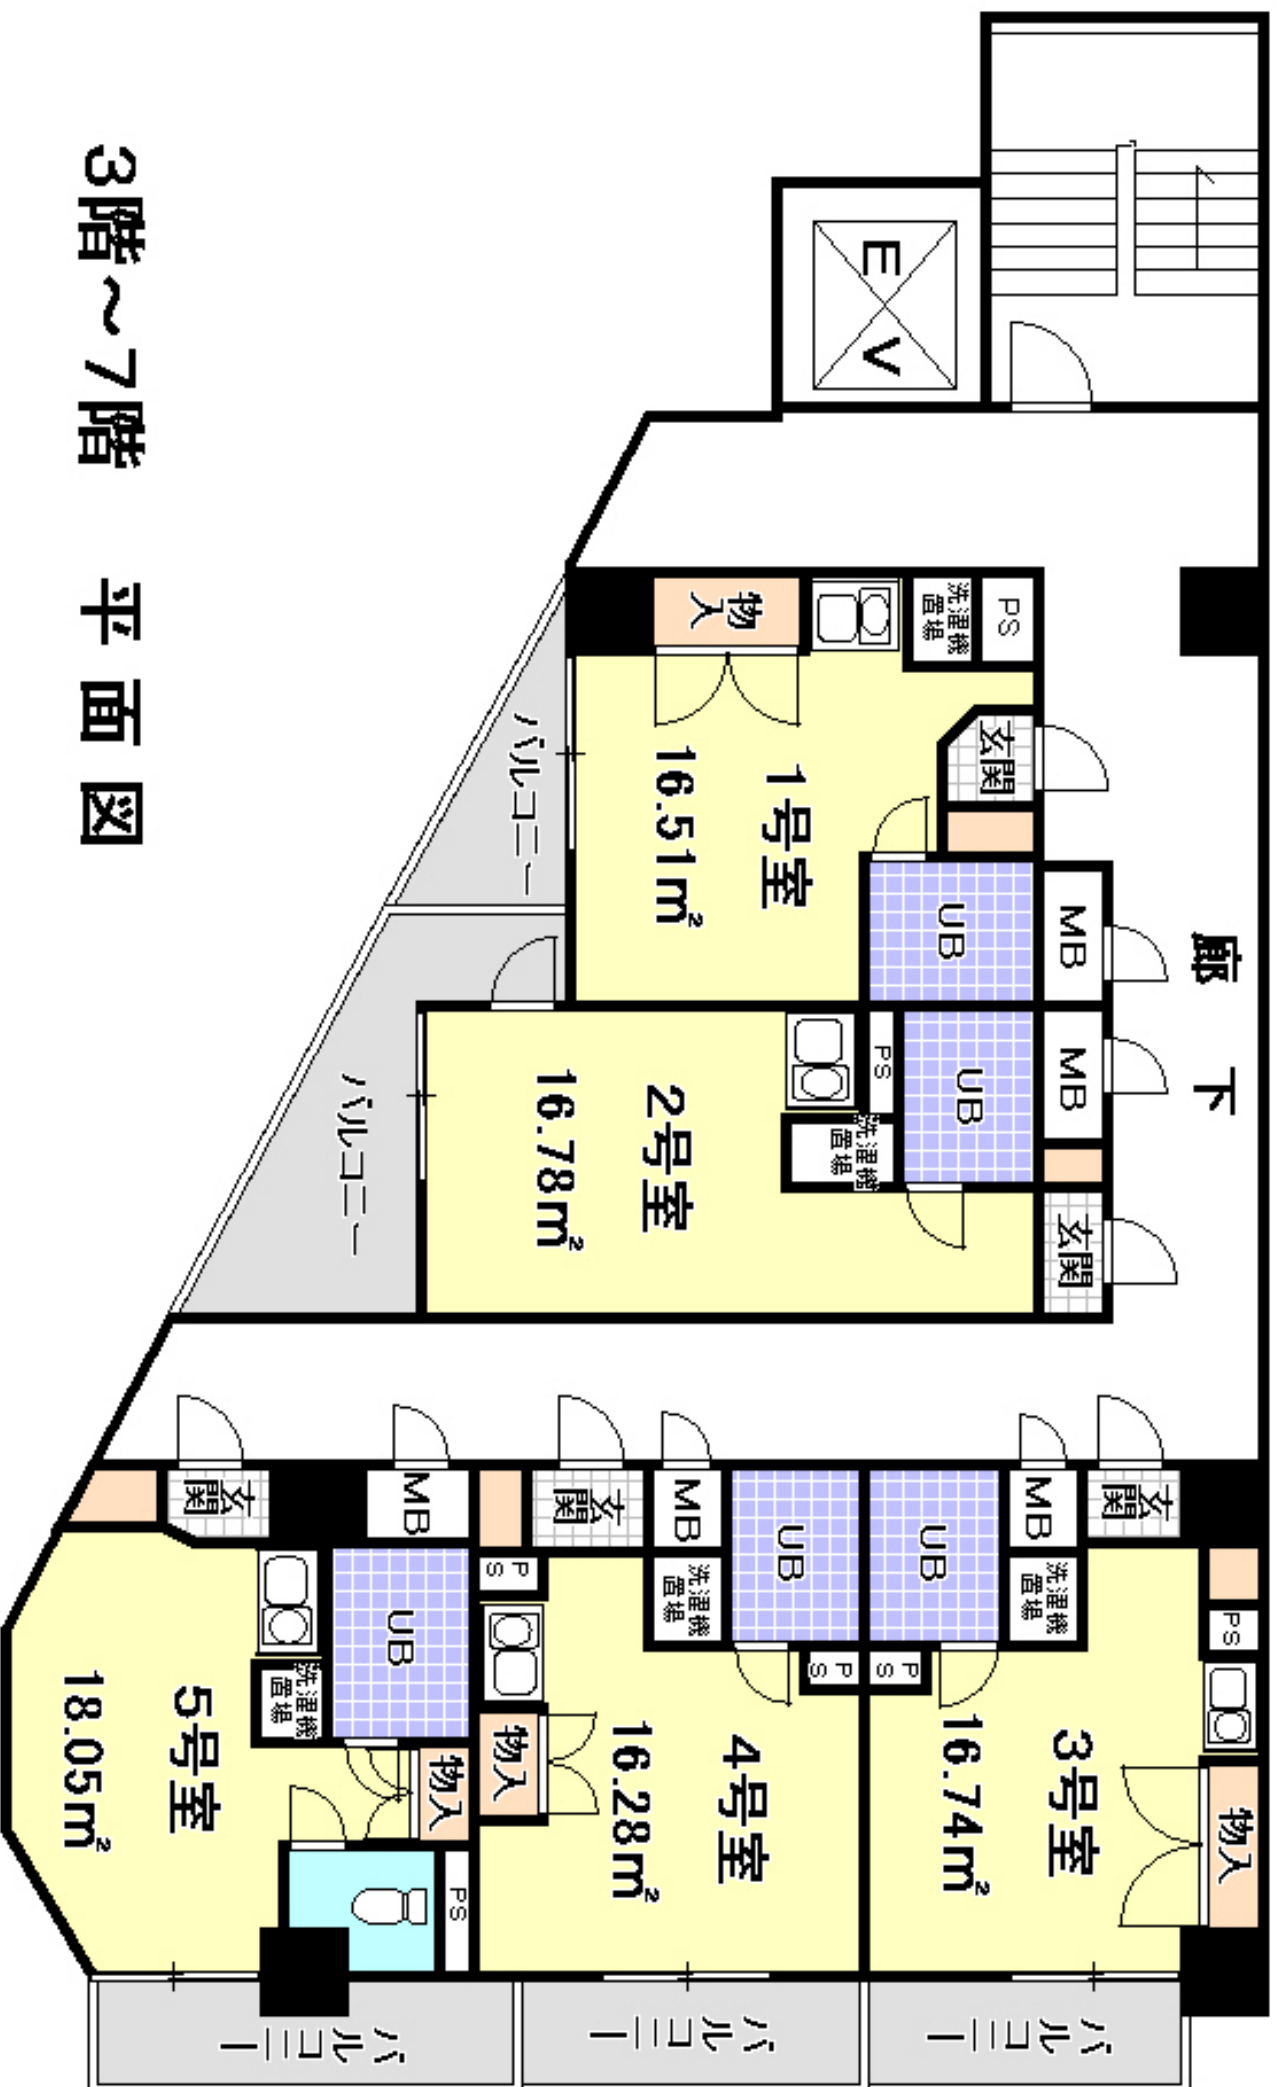 3階～7階 平面図
EV
廊下
PS
洗濯機
置場
物入
玄関
1号室
16.51㎡
UB
MB
バルコニー
MB
UB
PS
洗濯機
置場
玄関
2号室
16.78㎡
バルコニー
玄関
MB
UB
洗濯機
置場
PS
PS
物入
3号室
16.74㎡
バルコニー
玄関
MB
UB
洗濯機
置場
PS
PS
物入
4号室
16.28㎡
バルコニー
玄関
MB
UB
洗濯機
置場
物入
PS
5号室
18.05㎡
バルコニー